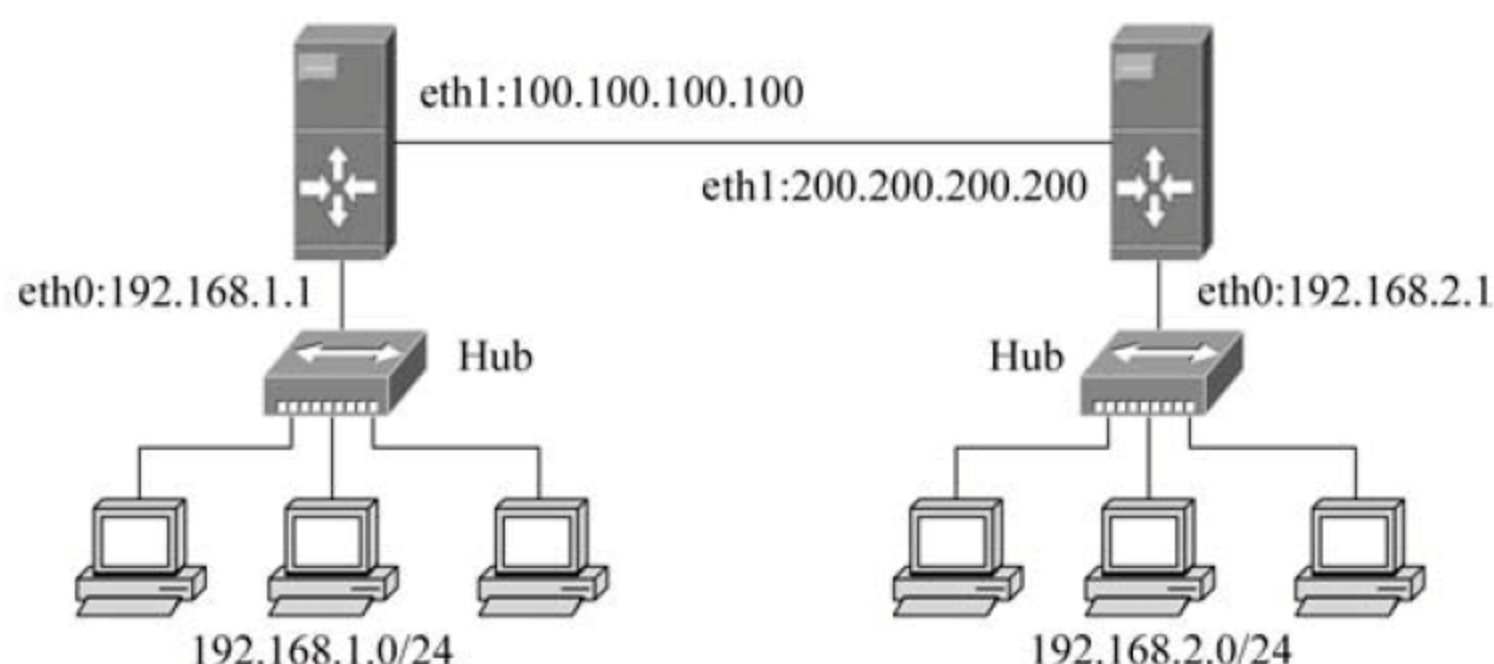 eth1:100.100.100.100
eth1:200.200.200.200
eth0:192.168.1.1
eth0:192.168.2.1
Hub
Hub
192.168.1.0/24
192.168.2.0/24